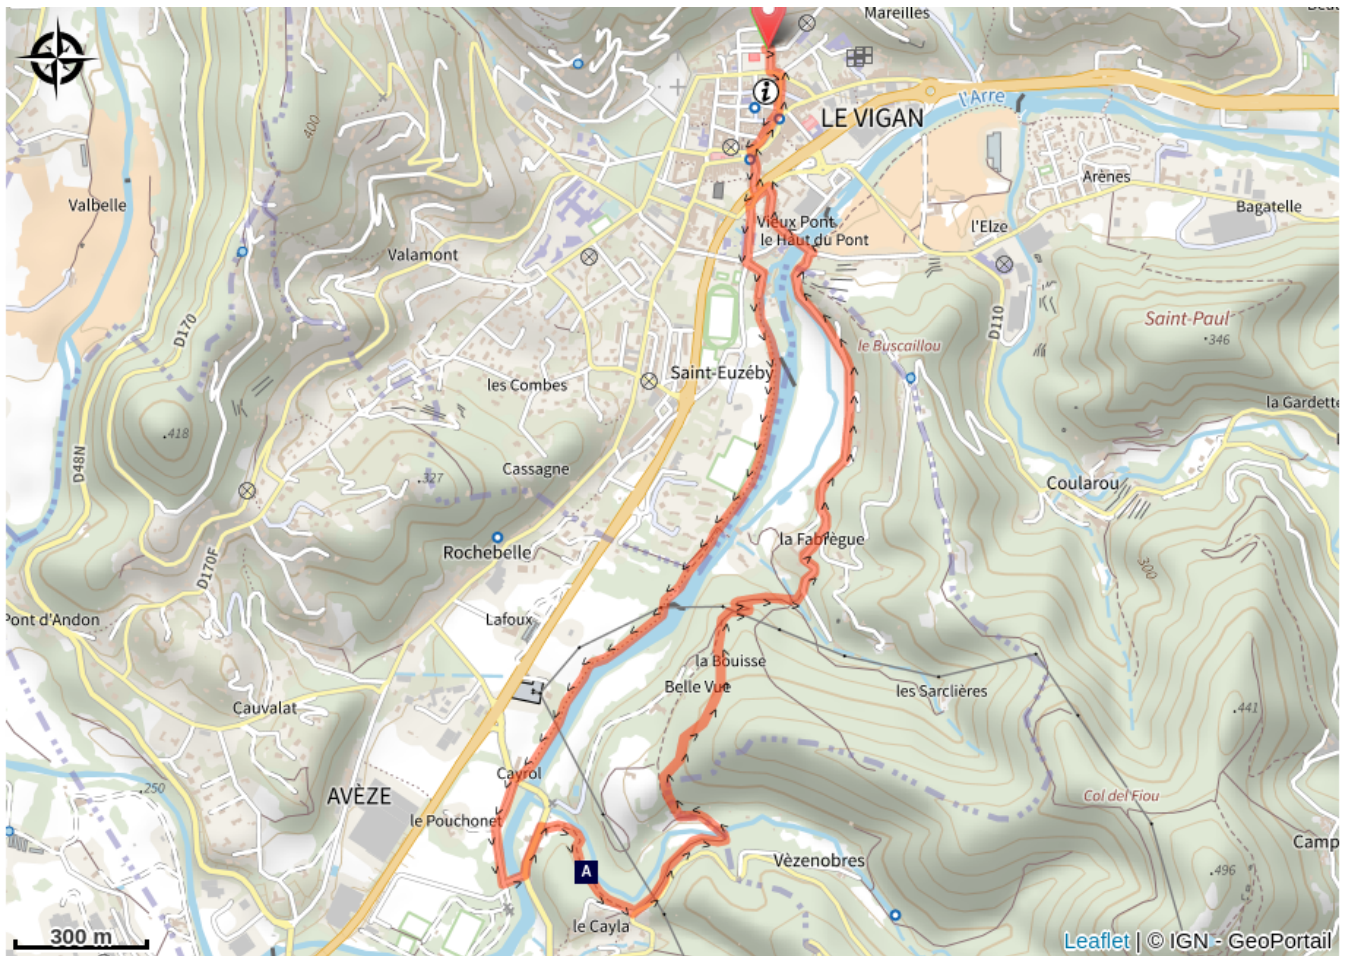 Mareilles
i
LE VIGAN
l'Arre
400
Arènes
Valbelle
Bagatelle
Vieux Pont
l'Elze
le Haut du Pont
Valamont
D170
D110
Saint-Paul
.346
le Buscaillou
Saint-Euzéby
les Combes
la Gardette
.418
D48N
Cassagne
.327
Coularou
la Fabrègue
Rochebelle
D170F
300
Pont d'Andon
Lafoux
la Bouisse
Belle Vue
les Sarclières
Cauvalat
.441
Cayrol
.250
AVÈZE
Col del Fiou
le Pouchonet
Camp
Vèzenobres
A
.496
le Cayla
300 m
Leaflet | © IGN - GeoPortail